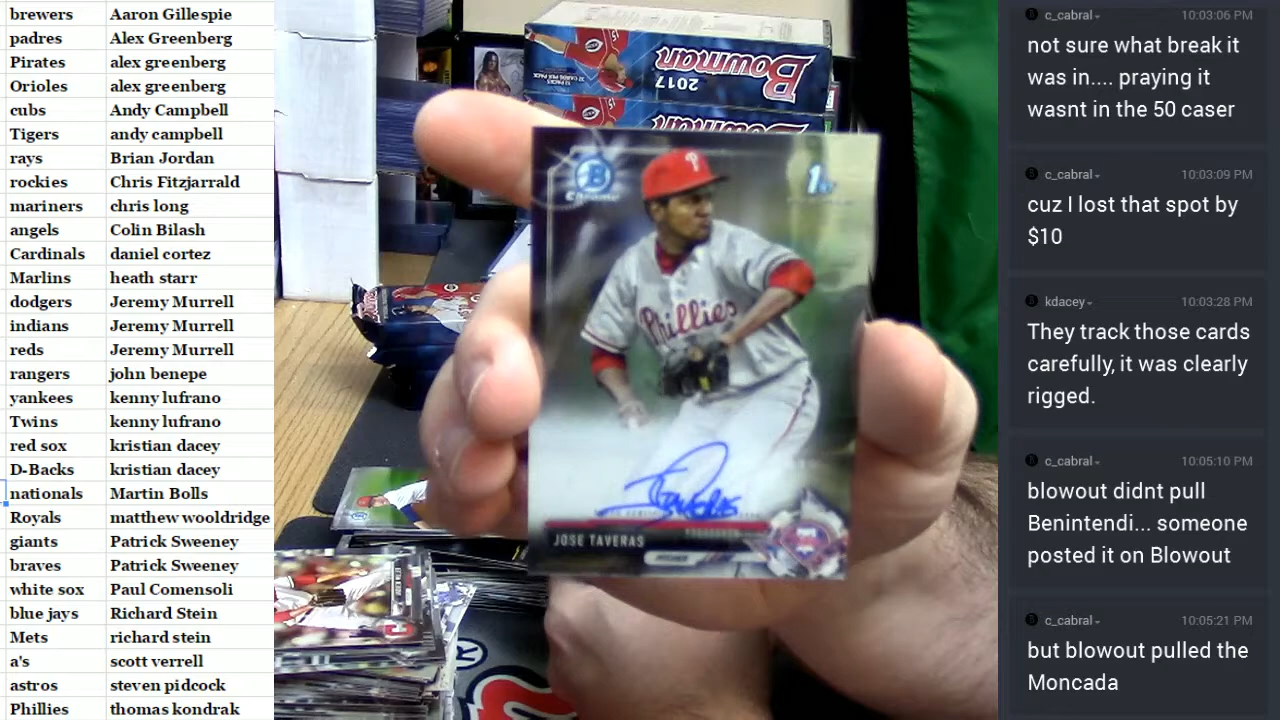 brewers Aaron Gillespie
padres Alex Greenberg
Pirates alex greenberg
Orioles alex greenberg
cubs Andy Campbell
Tigers andy campbell
rays Brian Jordan
rockies Chris Fitzjarrald
mariners chris long
angels Colin Bilash
Cardinals daniel cortez
Marlins heath starr
dodgers Jeremy Murrell
indians Jeremy Murrell
reds Jeremy Murrell
rangers john benepe
yankees kenny lufrano
Twins kenny lufrano
red sox kristian dacey
D-Backs kristian dacey
nationals Martin Bolls
Royals matthew wooldridge
giants Patrick Sweeney
braves Patrick Sweeney
white sox Paul Comensoli
blue jays Richard Stein
Mets richard stein
a's scott verrell
astros steven pidcock
Phillies thomas kondrak
Bowman
2017
Bowman
B
Chrome
1st
P
Phillies
J Taveras
JOSE TAVERAS
PITCHER
c_cabral 10:03:06 PM
not sure what break it
was in.... praying it
wasnt in the 50 caser
c_cabral 10:03:09 PM
cuz I lost that spot by
$10
kdacey 10:03:28 PM
They track those cards
carefully, it was clearly
rigged.
c_cabral 10:05:10 PM
blowout didnt pull
Benintendi... someone
posted it on Blowout
c_cabral 10:05:21 PM
but blowout pulled the
Moncada